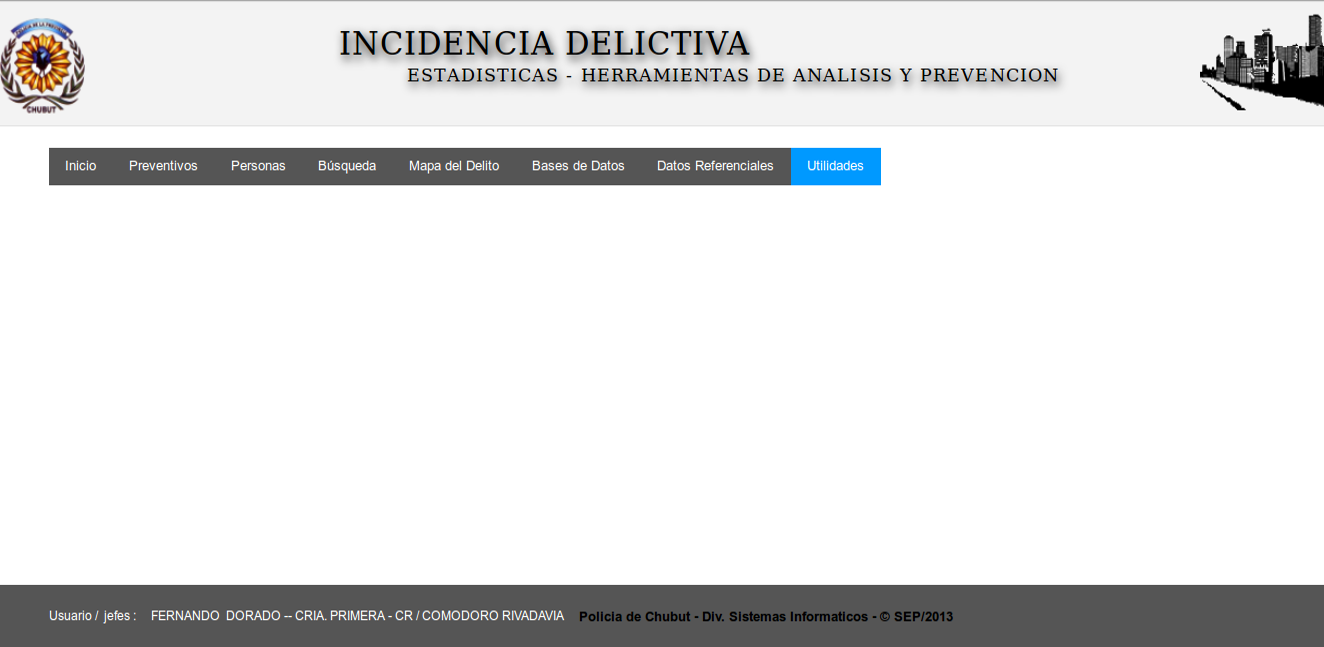 INCIDENCIA DELICTIVA
ESTADISTICAS - HERRAMIENTAS DE ANALISIS Y PREVENCION
CHUBUT
Inicio Preventivos Personas Búsqueda Mapa del Delito Bases de Datos Datos Referenciales Utilidades
Usuario / jefes : FERNANDO DORADO -- CRIA. PRIMERA - CR / COMODORO RIVADAVIA Policia de Chubut - Div. Sistemas Informaticos - © SEP/2013